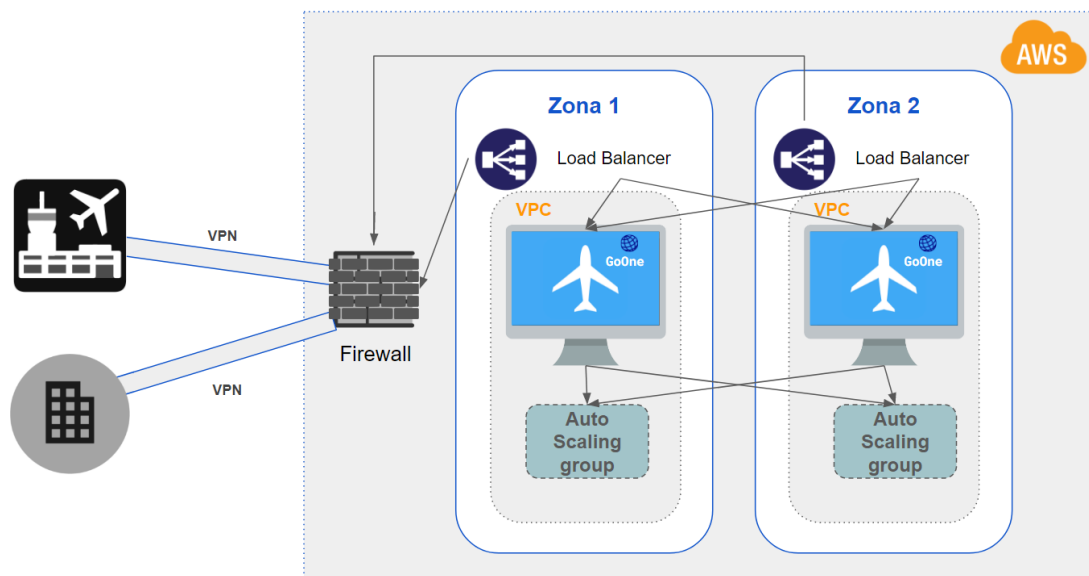 AWS
Zona 1
Zona 2
Load Balancer
Load Balancer
VPC
VPC
GoOne
GoOne
VPN
Firewall
VPN
Auto
Scaling
group
Auto
Scaling
group